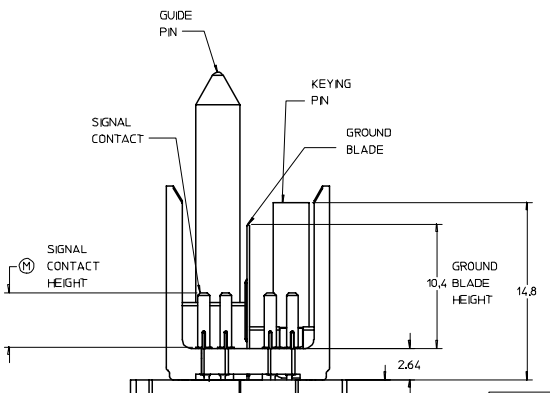 GUIDE
PIN
KEYING
PIN
SIGNAL
CONTACT
GROUND
BLADE
M
SIGNAL
CONTACT
HEIGHT
10,4
GROUND
BLADE
HEIGHT
14.8
2.64